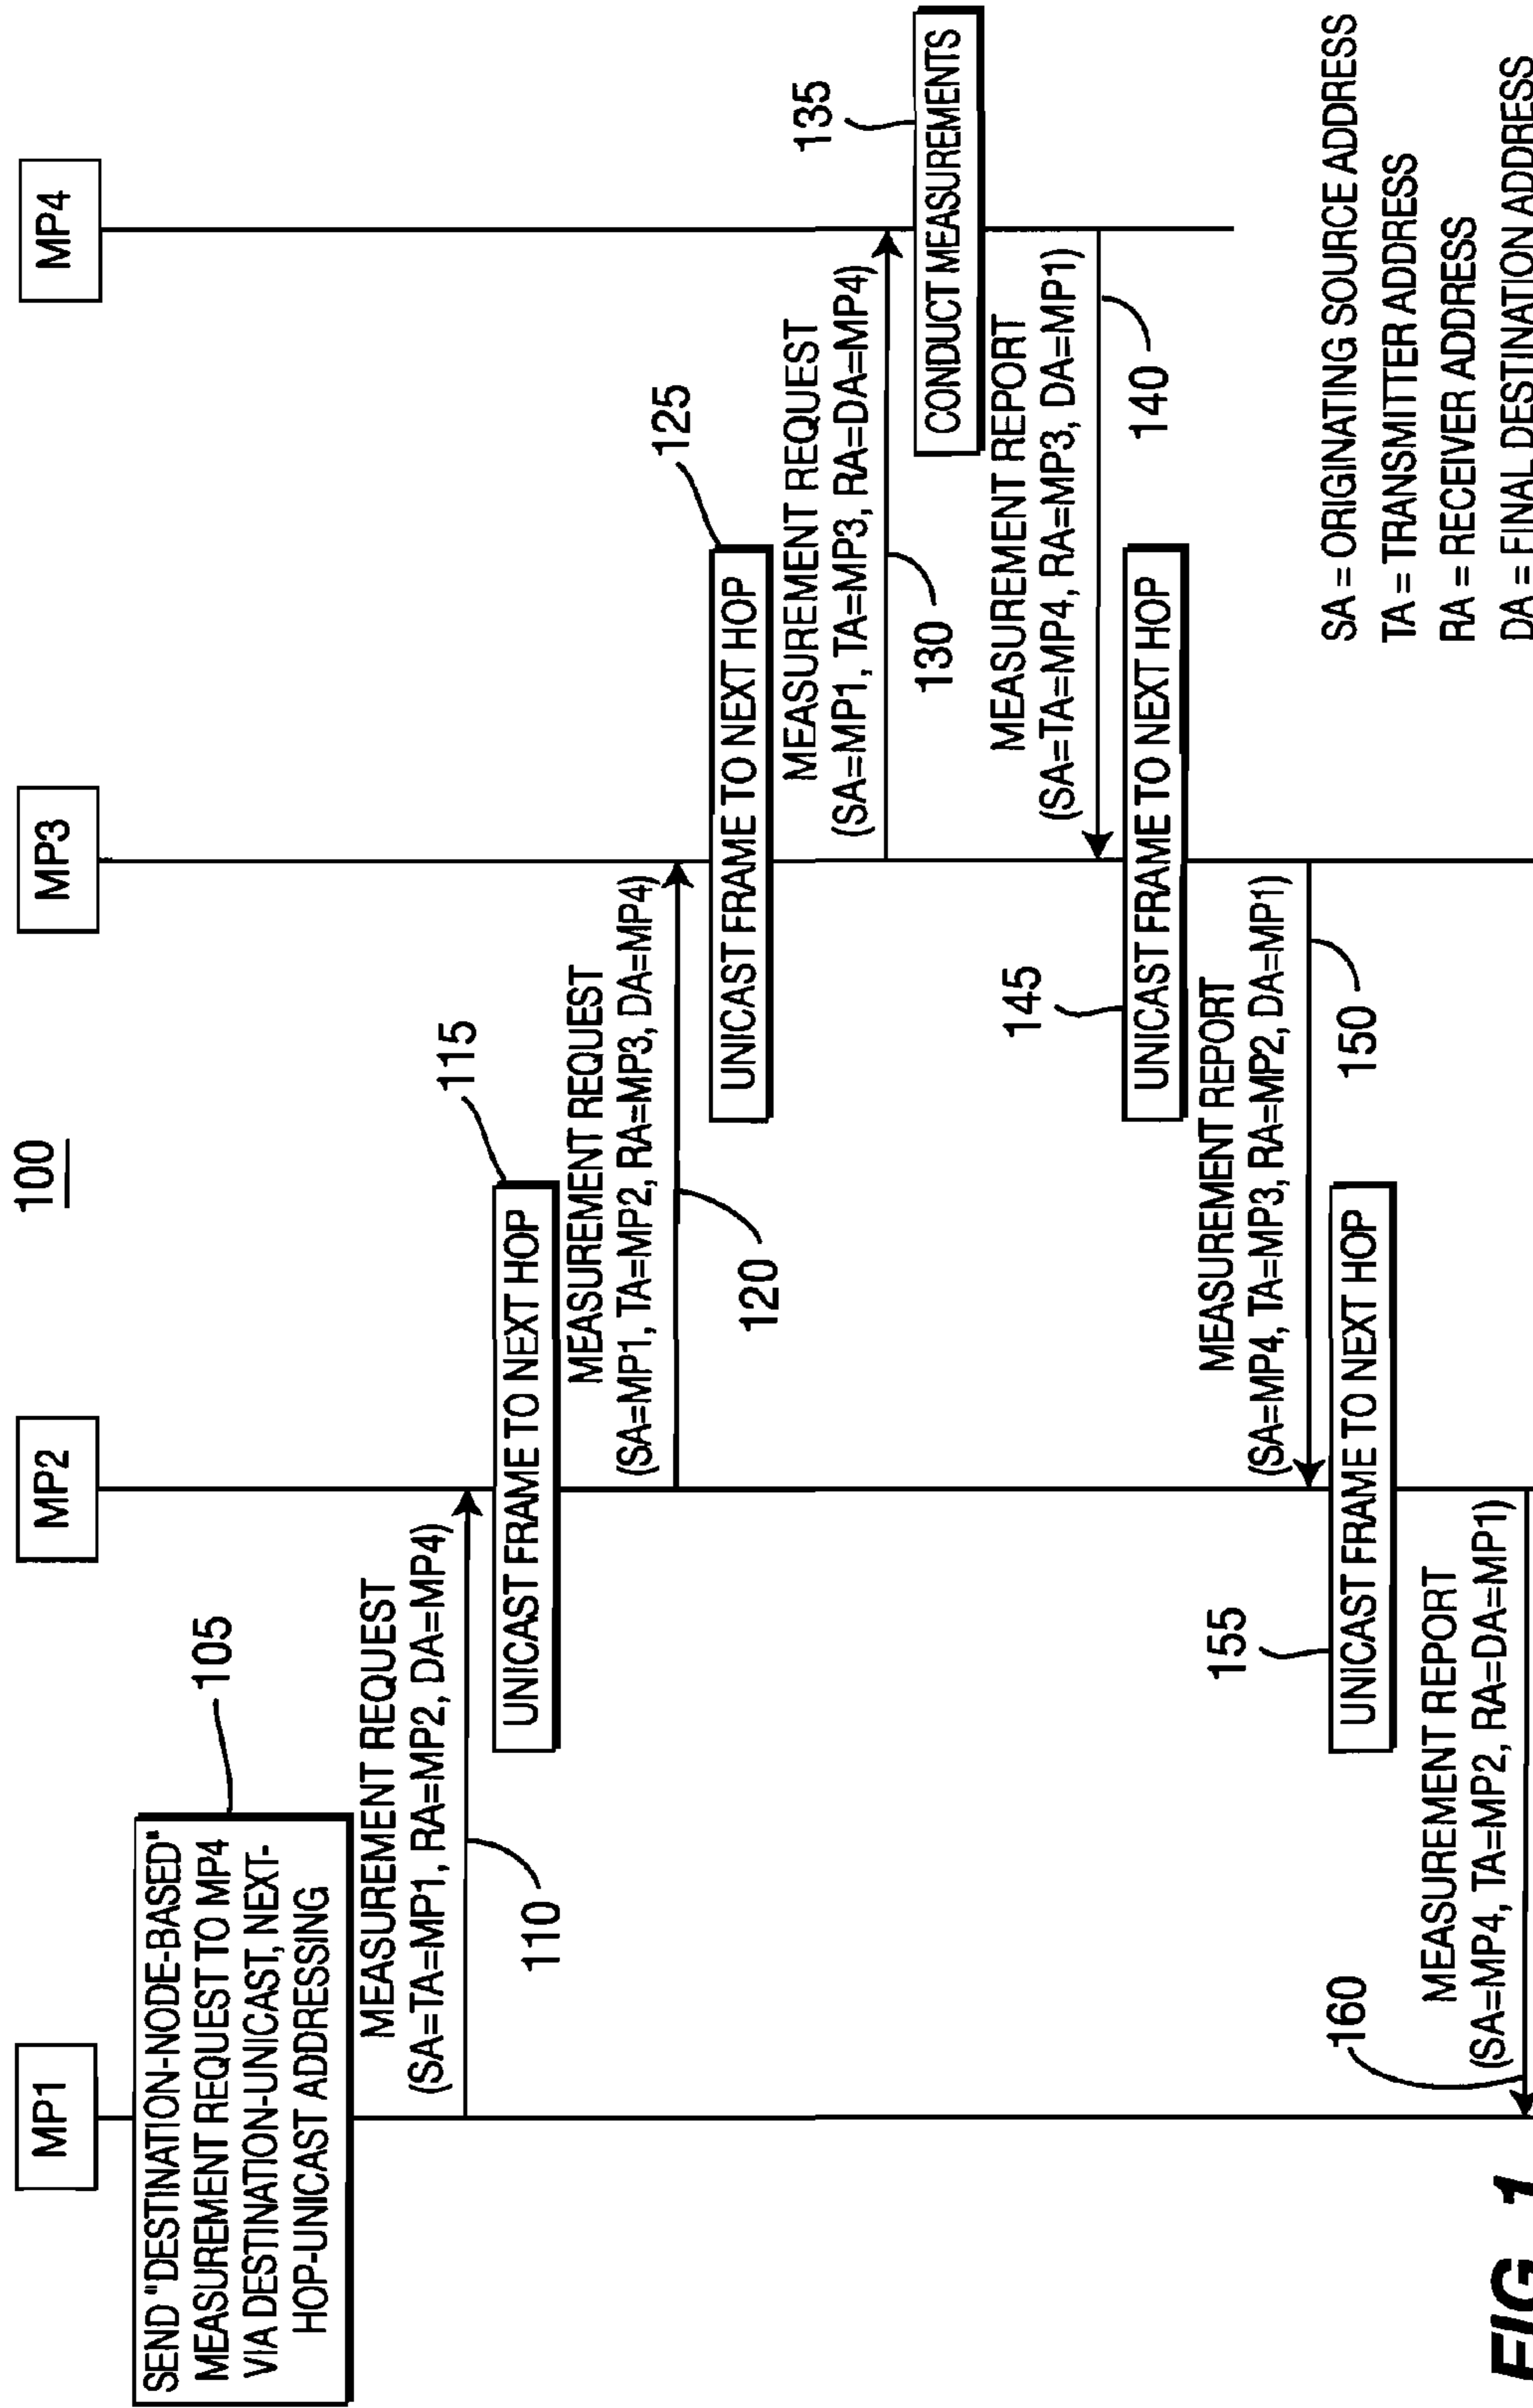 100
MP1
MP2
MP3
MP4
SEND "DESTINATION-NODE-BASED"
MEASUREMENT REQUEST TO MP4
VIA DESTINATION-UNICAST, NEXT-
HOP-UNICAST ADDRESSING
105
MEASUREMENT REQUEST
(SA=TA=MP1, RA=MP2, DA=MP4)
110
UNICAST FRAME TO NEXT HOP
115
MEASUREMENT REQUEST
(SA=MP1, TA=MP2, RA=MP3, DA=MP4)
120
UNICAST FRAME TO NEXT HOP
125
MEASUREMENT REQUEST
(SA=MP1, TA=MP3, RA=DA=MP4)
130
CONDUCT MEASUREMENTS
135
MEASUREMENT REPORT
(SA=TA=MP4, RA=MP3, DA=MP1)
140
UNICAST FRAME TO NEXT HOP
145
MEASUREMENT REPORT
(SA=MP4, TA=MP3, RA=MP2, DA=MP1)
150
UNICAST FRAME TO NEXT HOP
155
MEASUREMENT REPORT
(SA=MP4, TA=MP2, RA=DA=MP1)
160
SA = ORIGINATING SOURCE ADDRESS
TA = TRANSMITTER ADDRESS
RA = RECEIVER ADDRESS
DA = FINAL DESTINATION ADDRESS
FIG. 1